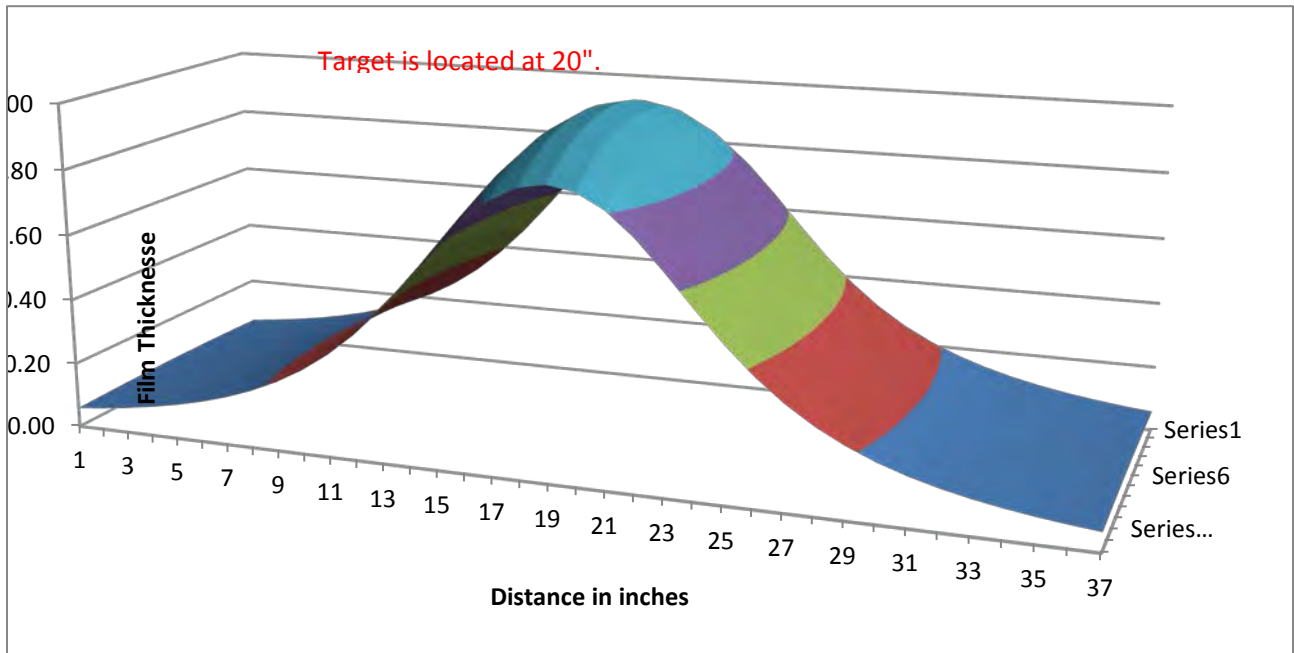 Target is located at 20".
00
.80
.60
0.40
0.20
0.00
Film Thicknesse
1 3 5 7 9 11 13 15 17 19 21 23 25 27 29 31 33 35 37
Distance in inches
Series1
Series6
Series...